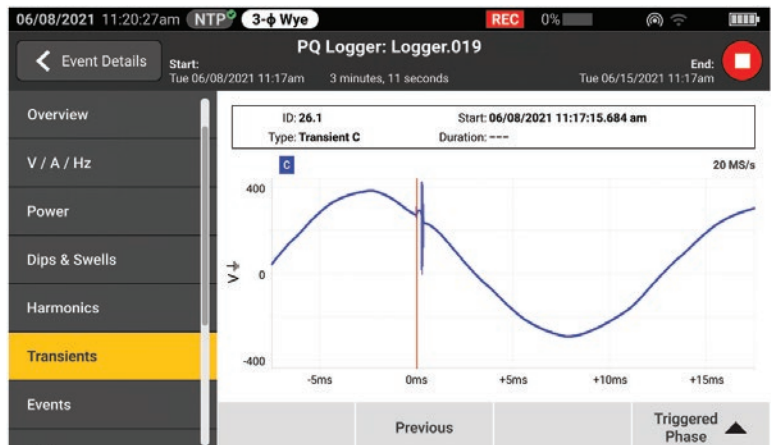 06/08/2021 11:20:27am NTP 3-ϕ Wye REC 0%
Event Details
PQ Logger: Logger.019
Start:
Tue 06/08/2021 11:17am 3 minutes, 11 seconds
End:
Tue 06/15/2021 11:17am
Overview
V / A / Hz
Power
Dips & Swells
Harmonics
Transients
Events
ID: 26.1 Start: 06/08/2021 11:17:15.684 am
Type: Transient C Duration: ---
C 20 MS/s
400
V
0
-400
-5ms 0ms +5ms +10ms +15ms
Previous
Triggered
Phase